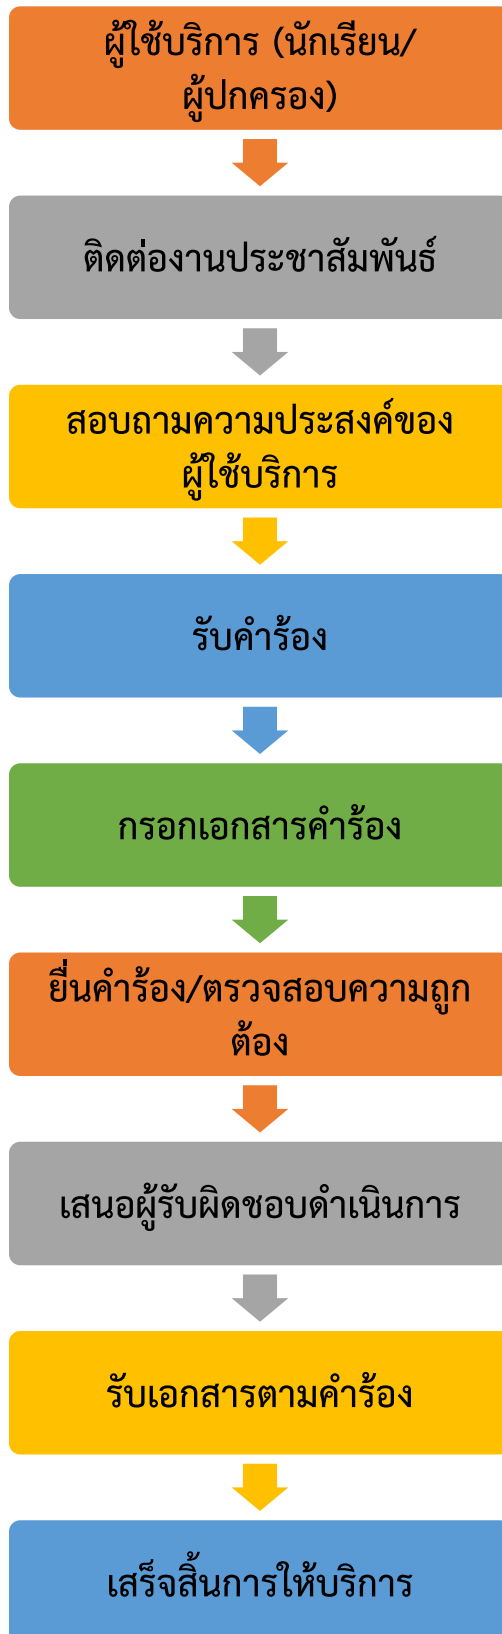 ผู้ใช้บริการ (นักเรียน/
ผู้ปกครอง)
ติดต่องานประชาสัมพันธ์
สอบถามความประสงค์ของ
ผู้ใช้บริการ
รับคำร้อง
กรอกเอกสารคำร้อง
ยื่นคำร้อง/ตรวจสอบความถูก
ต้อง
เสนอผู้รับผิดชอบดำเนินการ
รับเอกสารตามคำร้อง
เสร็จสิ้นการให้บริการ